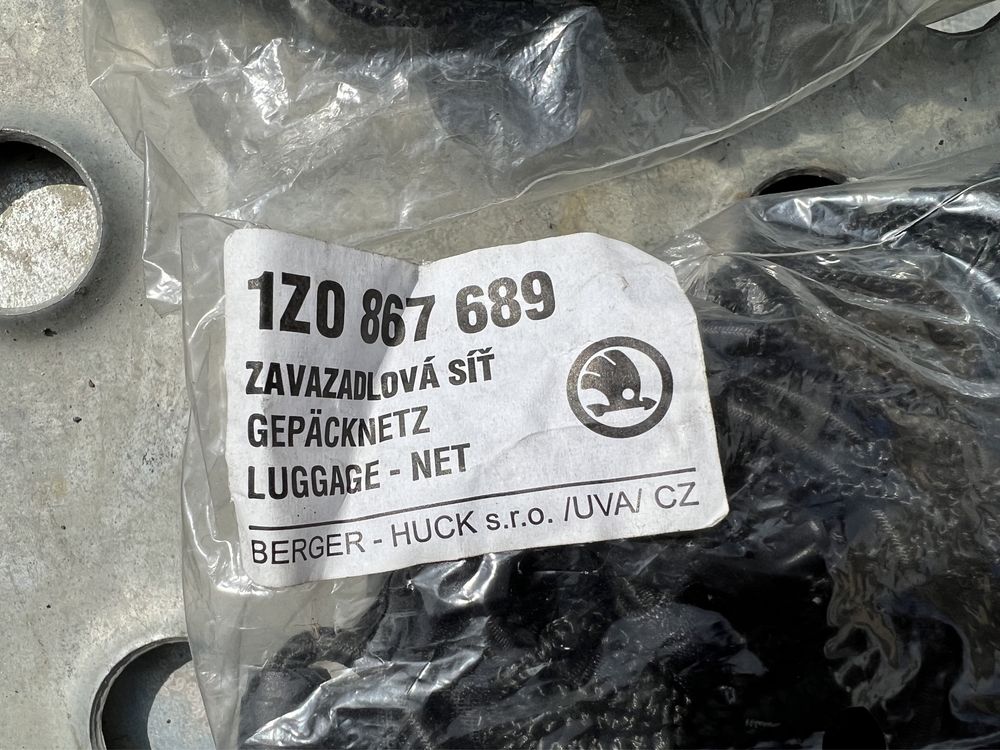 1Z0 867 689
ZAVAZADLOVÁ SÍŤ
GEPÄCKNETZ
LUGGAGE - NET
BERGER - HUCK s.r.o. /UVA/ CZ